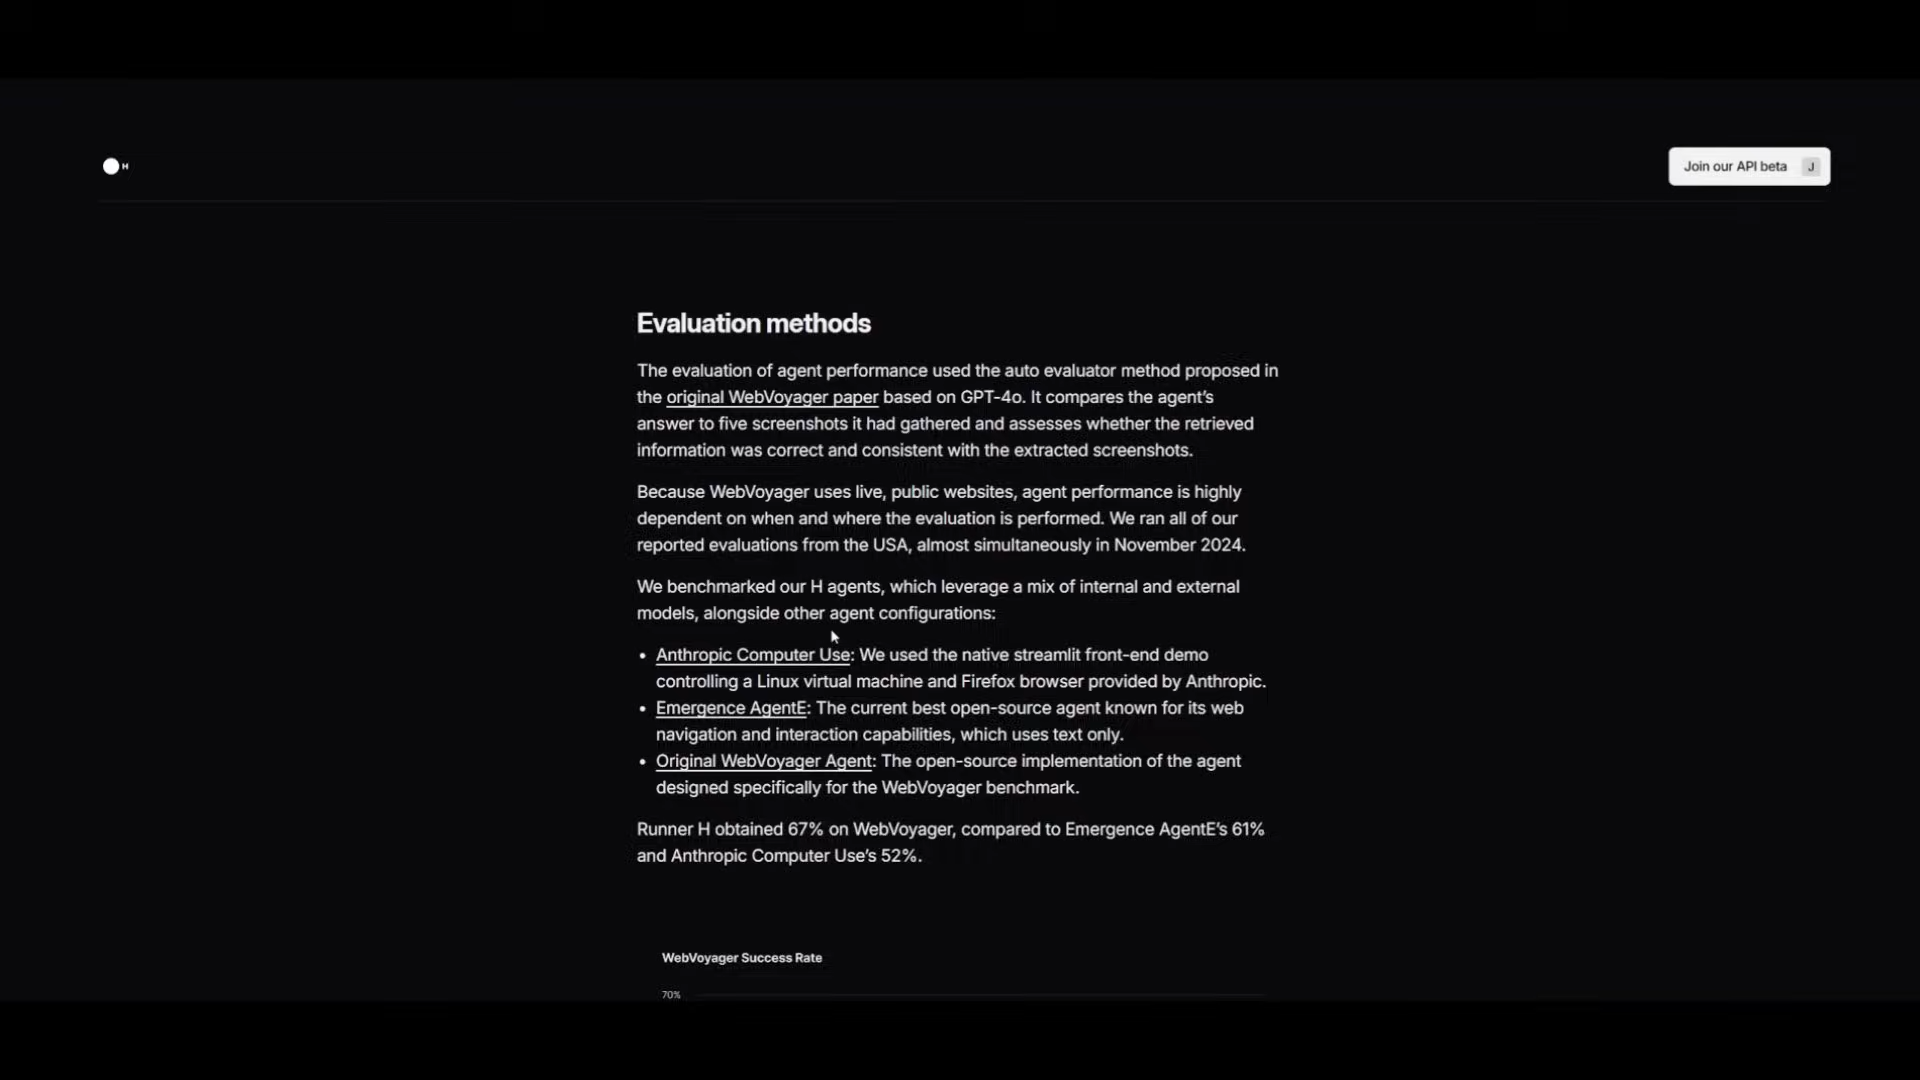 H
Join our API beta J
Evaluation methods
The evaluation of agent performance used the auto evaluator method proposed in
the original WebVoyager paper based on GPT-4o. It compares the agent’s
answer to five screenshots it had gathered and assesses whether the retrieved
information was correct and consistent with the extracted screenshots.
Because WebVoyager uses live, public websites, agent performance is highly
dependent on when and where the evaluation is performed. We ran all of our
reported evaluations from the USA, almost simultaneously in November 2024.
We benchmarked our H agents, which leverage a mix of internal and external
models, alongside other agent configurations:
• Anthropic Computer Use: We used the native streamlit front-end demo
controlling a Linux virtual machine and Firefox browser provided by Anthropic.
• Emergence AgentE: The current best open-source agent known for its web
navigation and interaction capabilities, which uses text only.
• Original WebVoyager Agent: The open-source implementation of the agent
designed specifically for the WebVoyager benchmark.
Runner H obtained 67% on WebVoyager, compared to Emergence AgentE’s 61%
and Anthropic Computer Use’s 52%.
WebVoyager Success Rate
70%